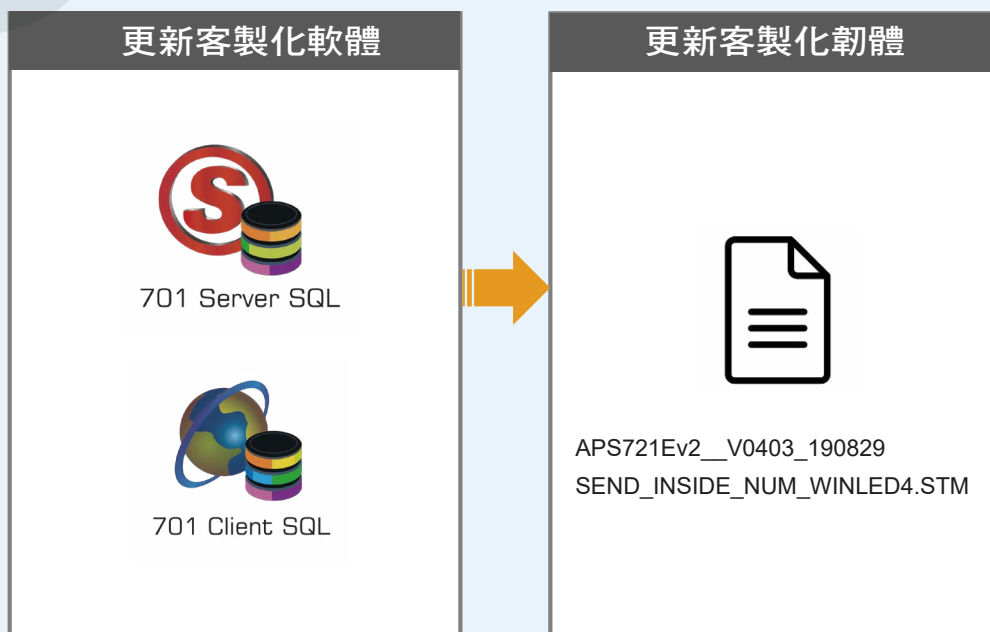 更新客製化軟體
701 Server SQL
701 Client SQL
更新客製化韌體
APS721Ev2__V0403_190829
SEND_INSIDE_NUM_WINLED4.STM